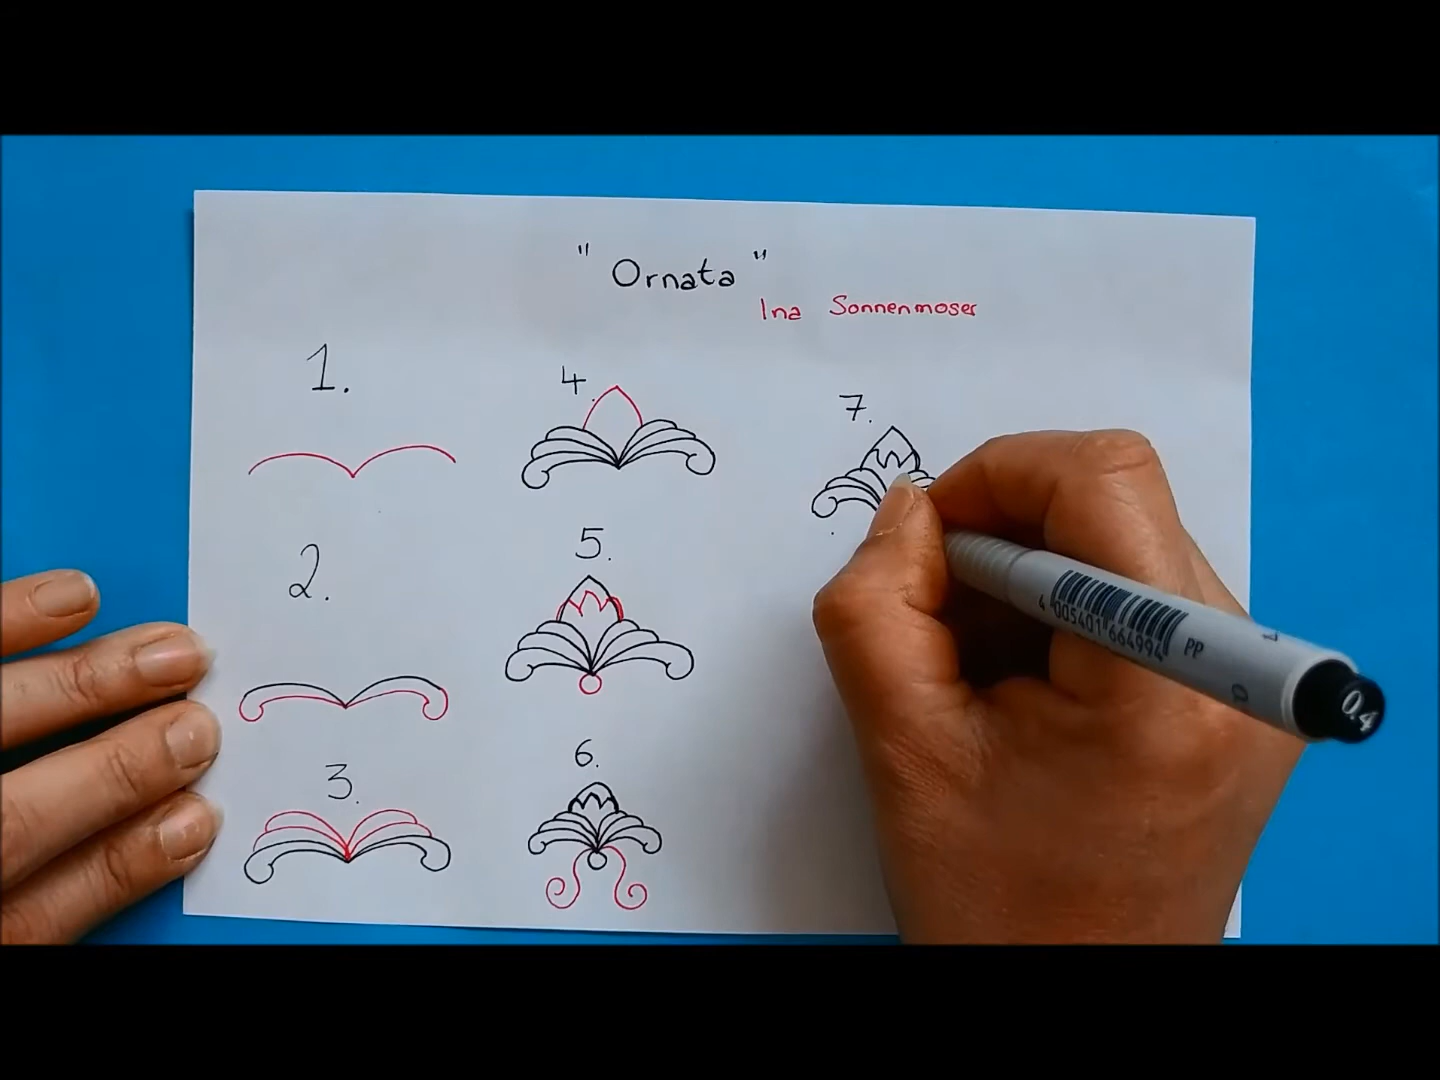 " Ornata "
Ina Sonnenmoser
1.
2.
3.
4.
5.
6.
7.
4 005401 664994
PP
0.4